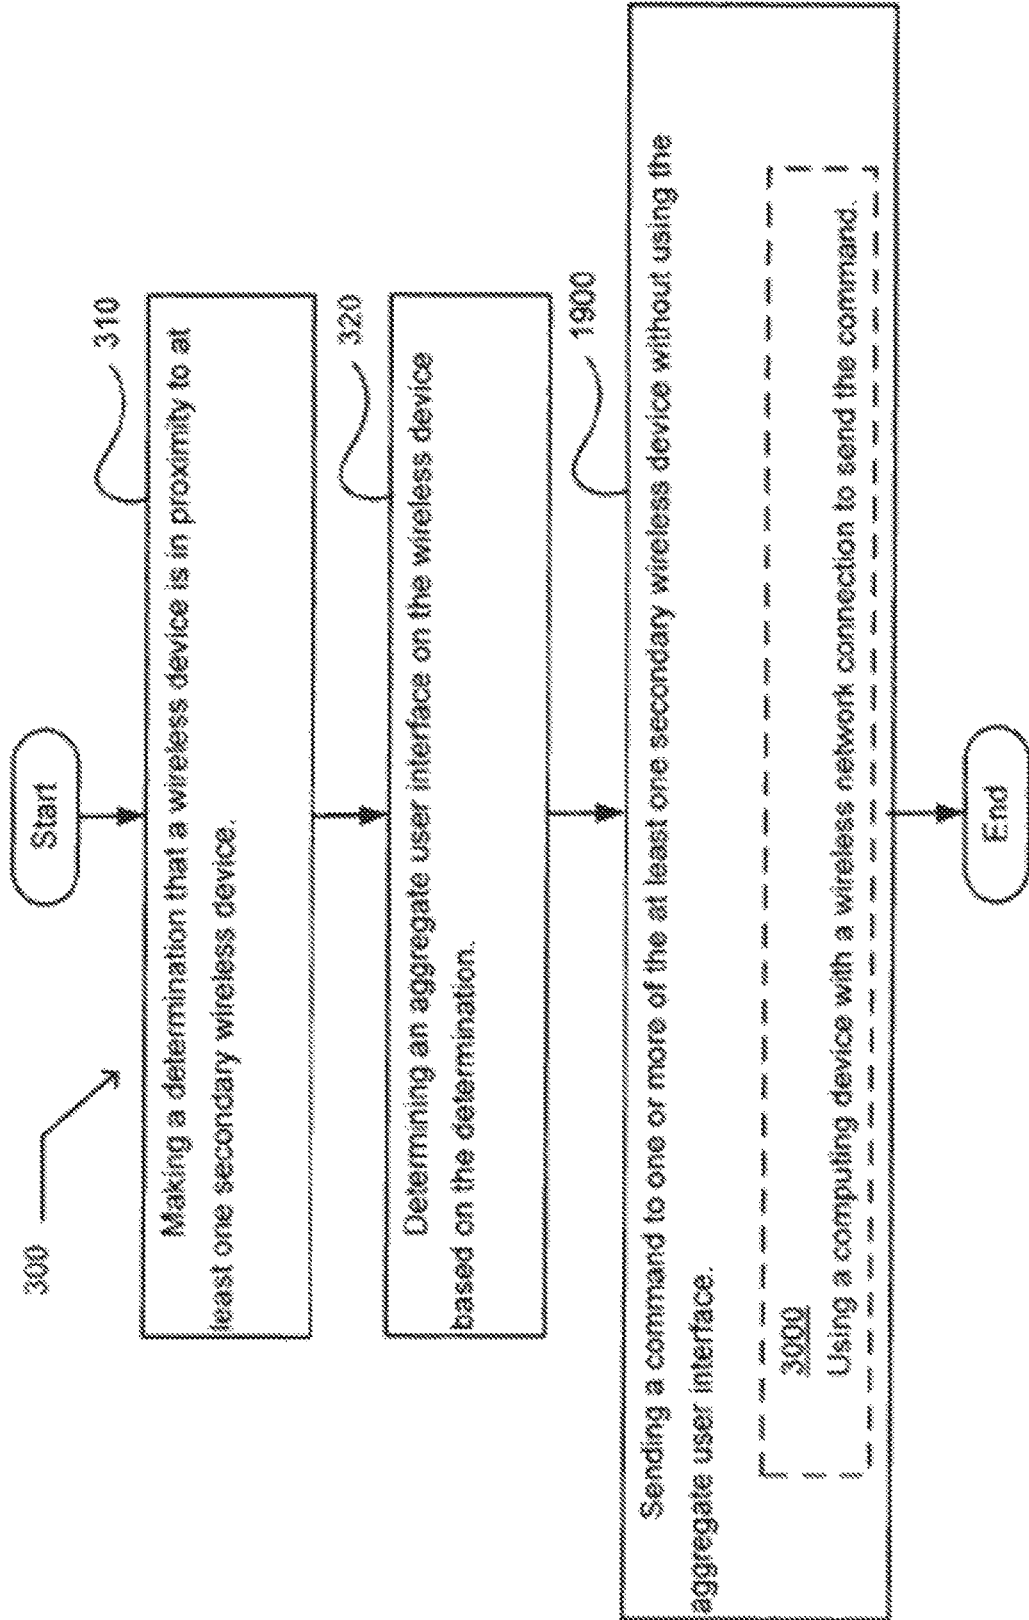 300
Start
310
Making a determination that a wireless device is in proximity to at
least one secondary wireless device.
320
Determining an aggregate user interface on the wireless device
based on the determination.
1900
Sending a command to one or more of the at least one secondary wireless device without using the
aggregate user interface.
3000
Using a computing device with a wireless network connection to send the command.
End